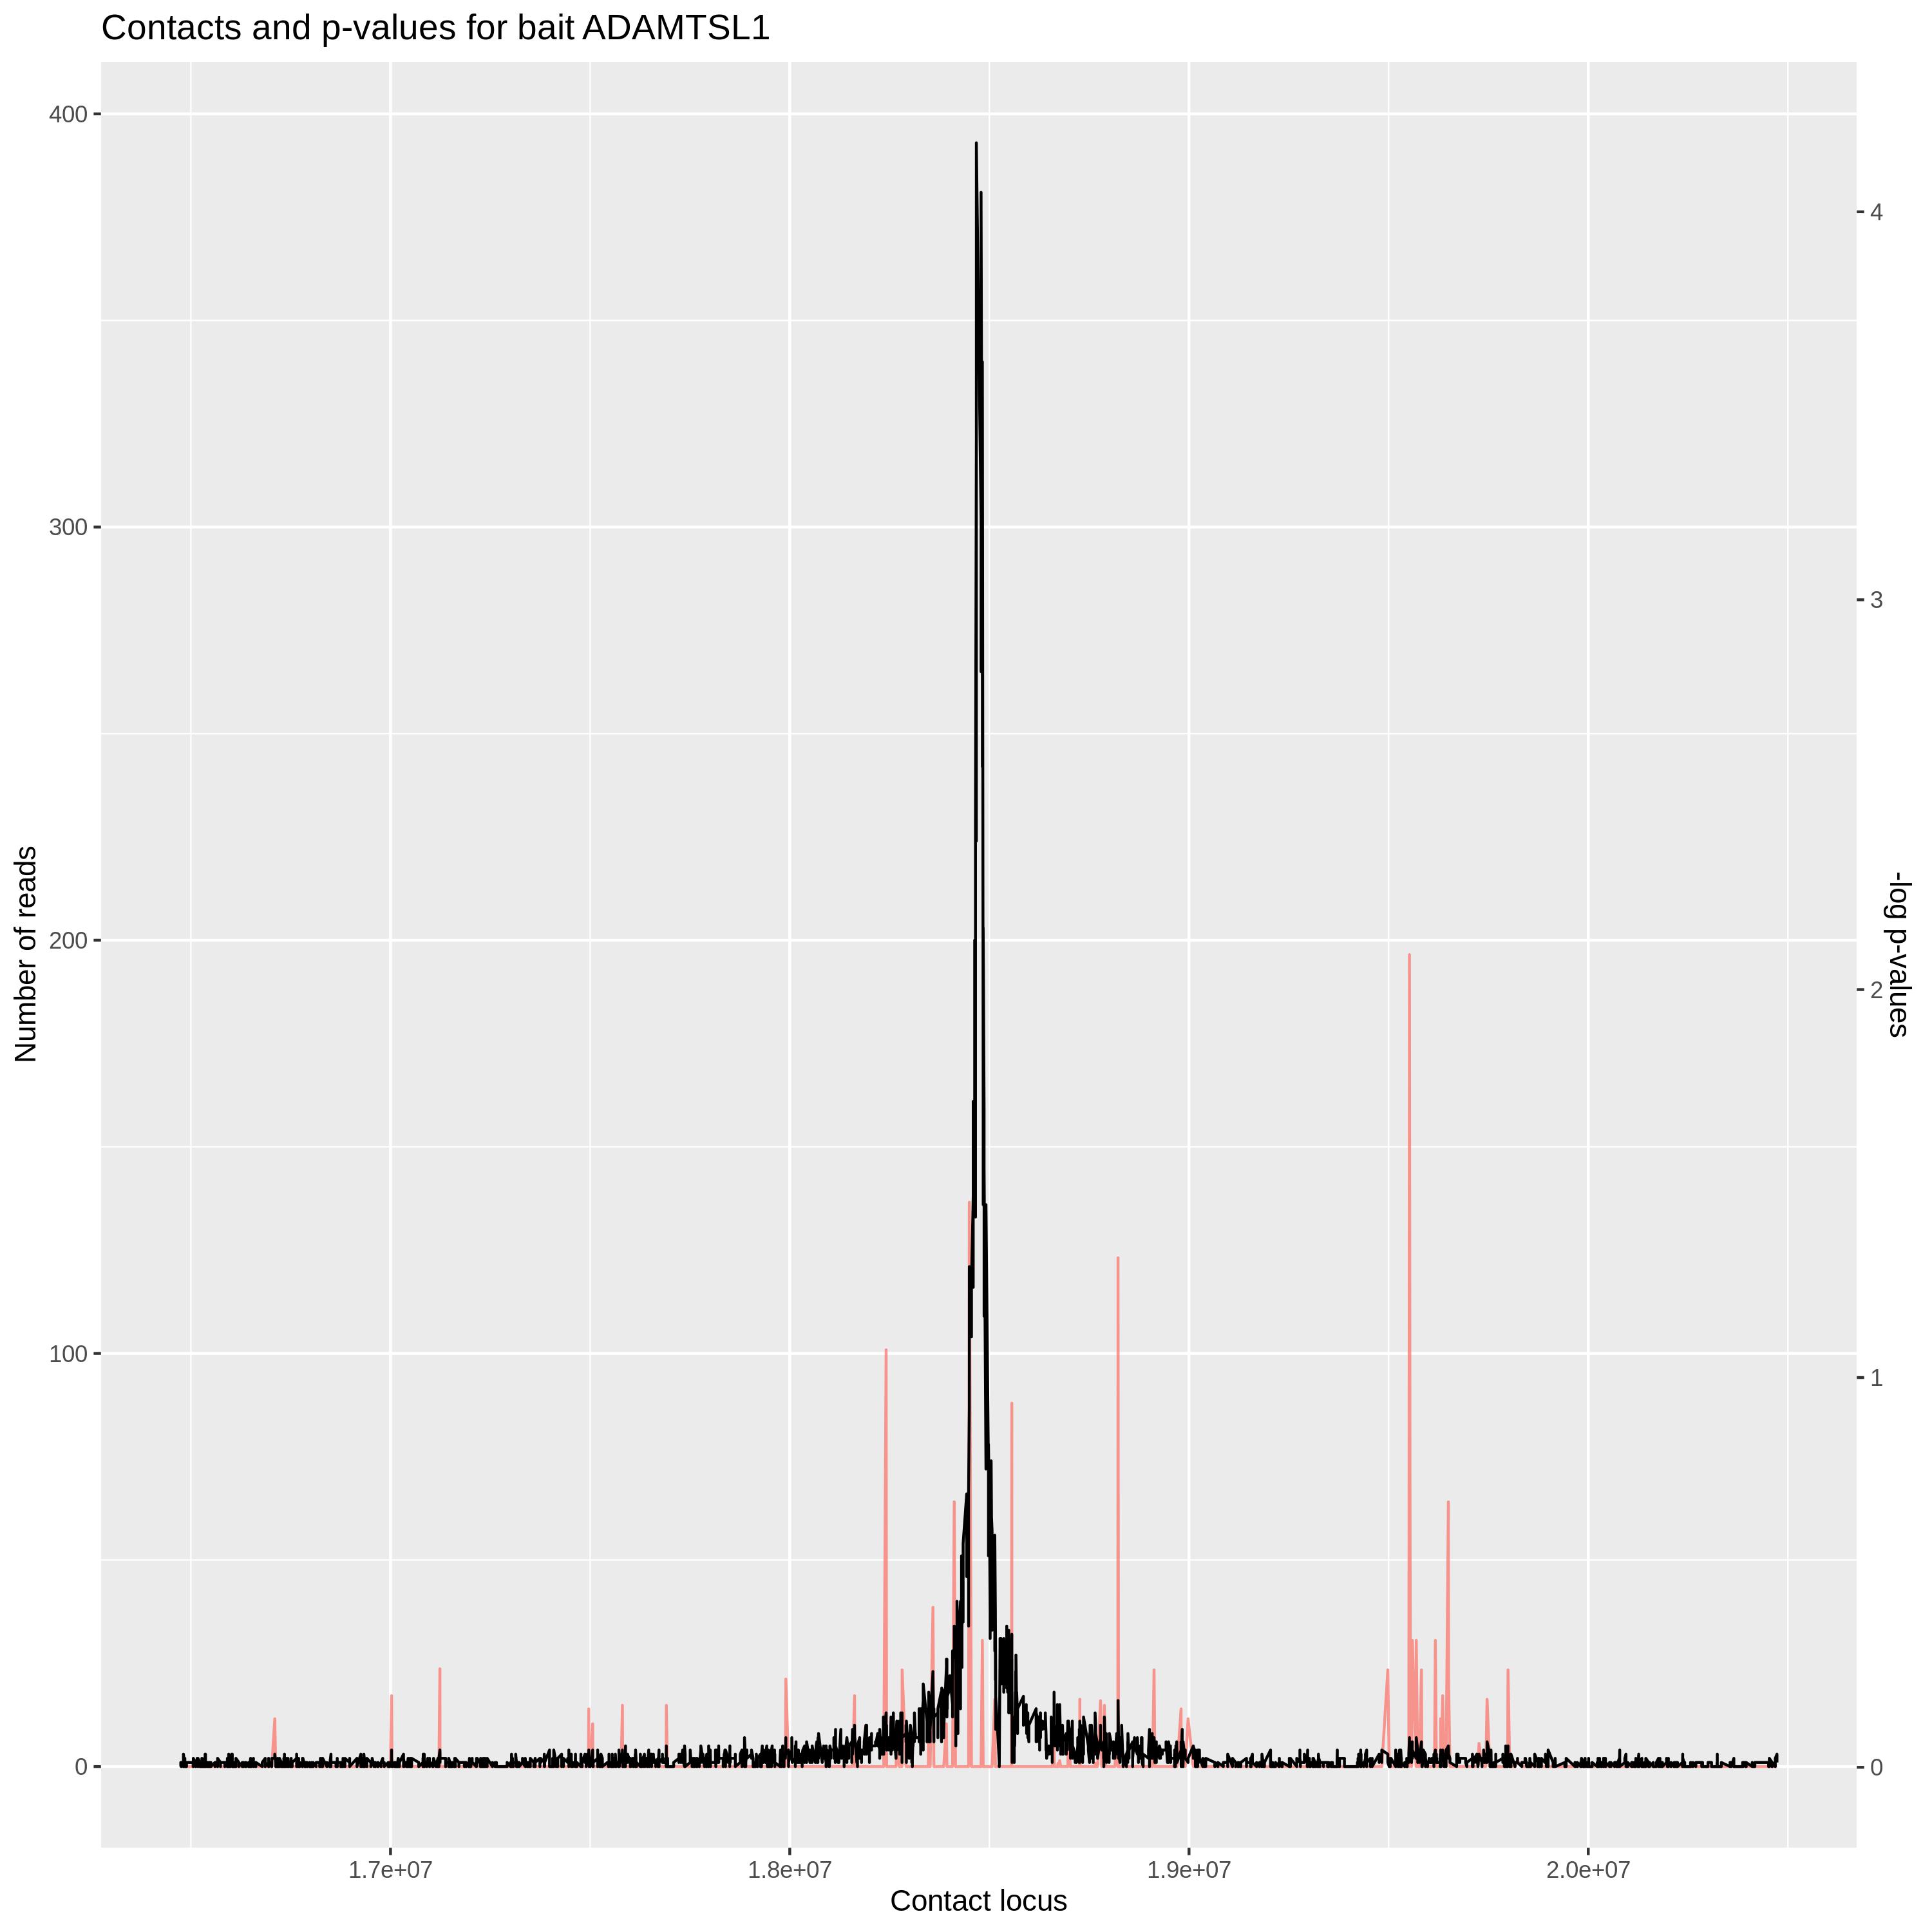 Contacts and p-values for bait ADAMTSL1
400
300
200
100
0
Number of reads
4
3
2
1
0
-log p-values
1.7e+07
1.8e+07
1.9e+07
2.0e+07
Contact locus